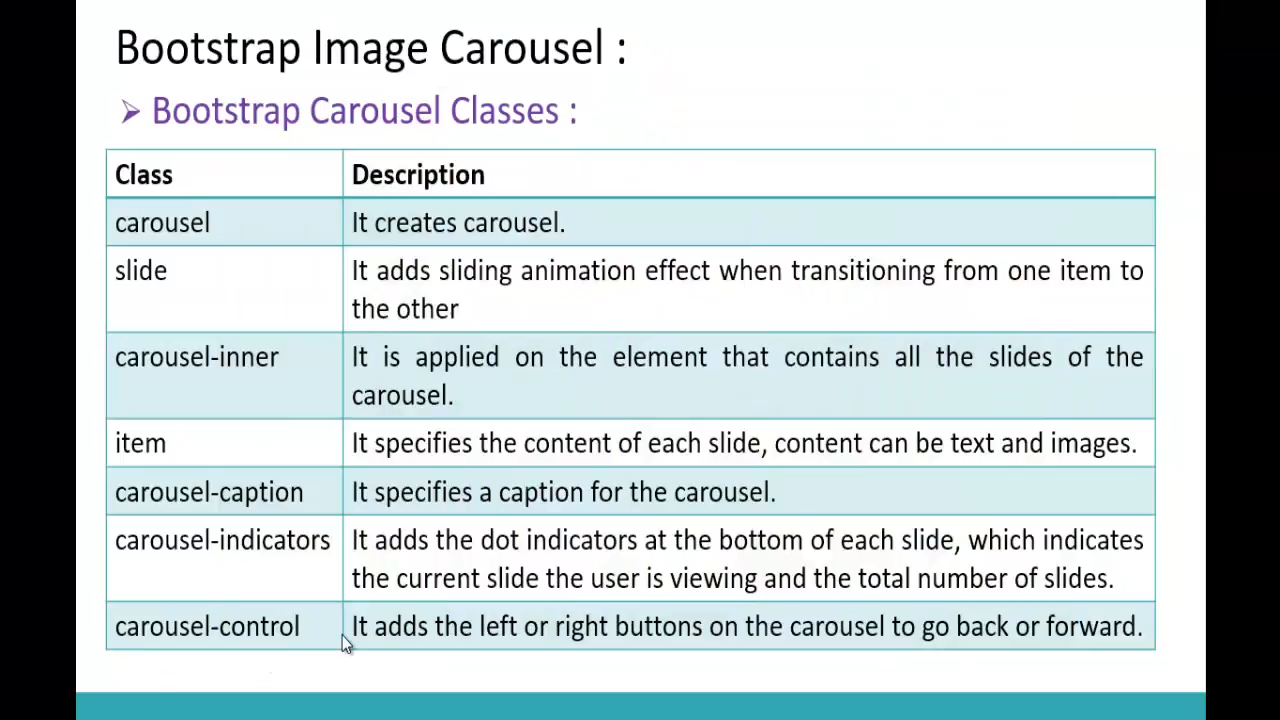 Bootstrap Image Carousel :
➢ Bootstrap Carousel Classes :
Class Description
carousel It creates carousel.
slide It adds sliding animation effect when transitioning from one item to
the other
carousel-inner It is applied on the element that contains all the slides of the
carousel.
item It specifies the content of each slide, content can be text and images.
carousel-caption It specifies a caption for the carousel.
carousel-indicators It adds the dot indicators at the bottom of each slide, which indicates
the current slide the user is viewing and the total number of slides.
carousel-control It adds the left or right buttons on the carousel to go back or forward.